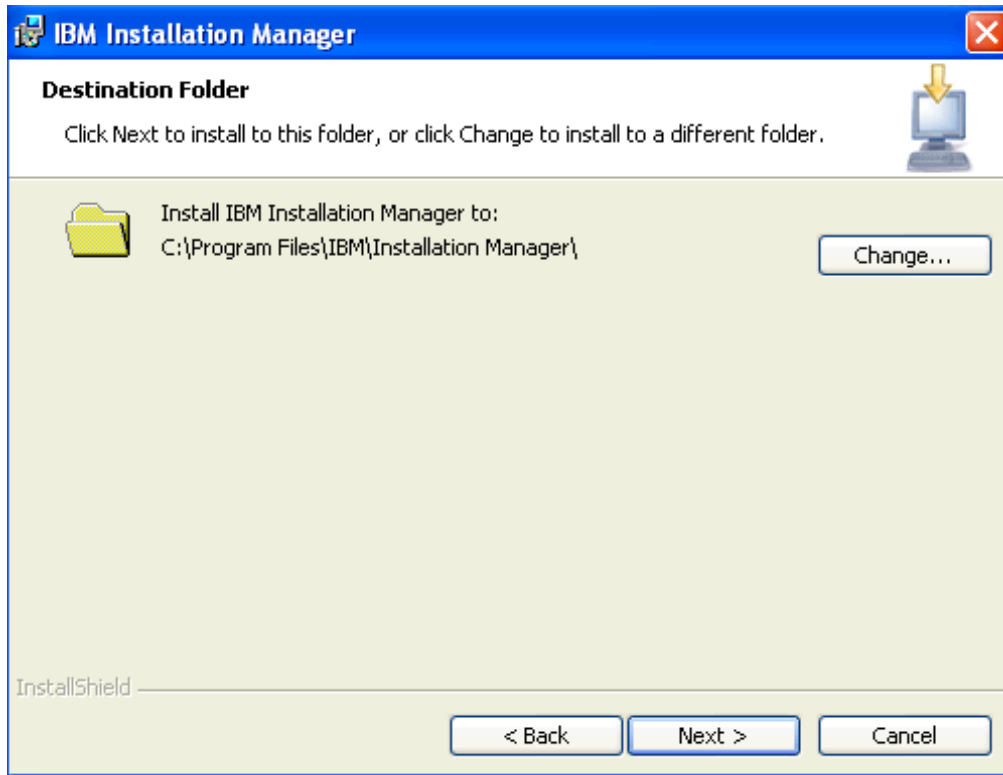 IBM Installation Manager
Destination Folder
Click Next to install to this folder, or click Change to install to a different folder.
Install IBM Installation Manager to:
C:\Program Files\IBM\Installation Manager\
Change...
InstallShield
< Back
Next >
Cancel